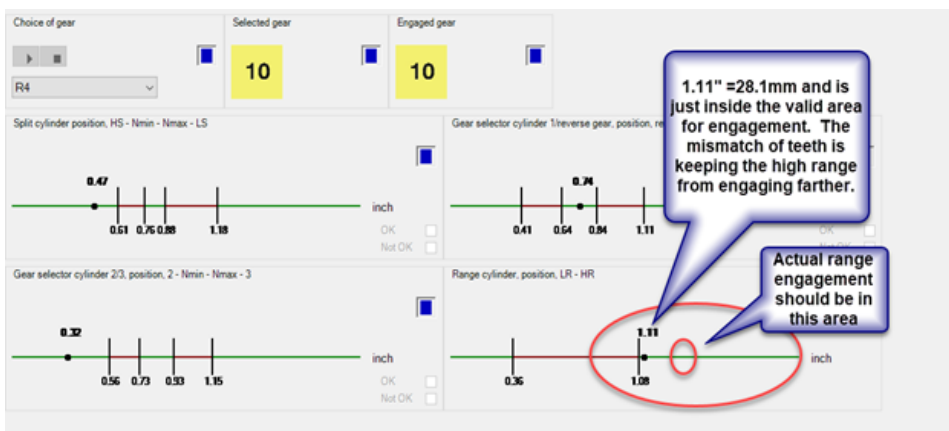 Choice of gear
Selected gear
Engaged gear
R4
10
10
1.11" =28.1mm and is
just inside the valid area
for engagement. The
mismatch of teeth is
keeping the high range
from engaging farther.
Split cylinder position, HS - Nmin - Nmax - LS
0.47
0.61 0.76 0.88 1.18
inch
OK
Not OK
Gear selector cylinder 1/reverse gear, position, re
0.74
0.41 0.64 0.84 1.11
OK
Not OK
Actual range
engagement
should be in
this area
Gear selector cylinder 2/3, position, 2 - Nmin - Nmax - 3
0.32
0.56 0.73 0.93 1.15
inch
OK
Not OK
Range cylinder, position, LR - HR
1.11
0.36 1.08
inch